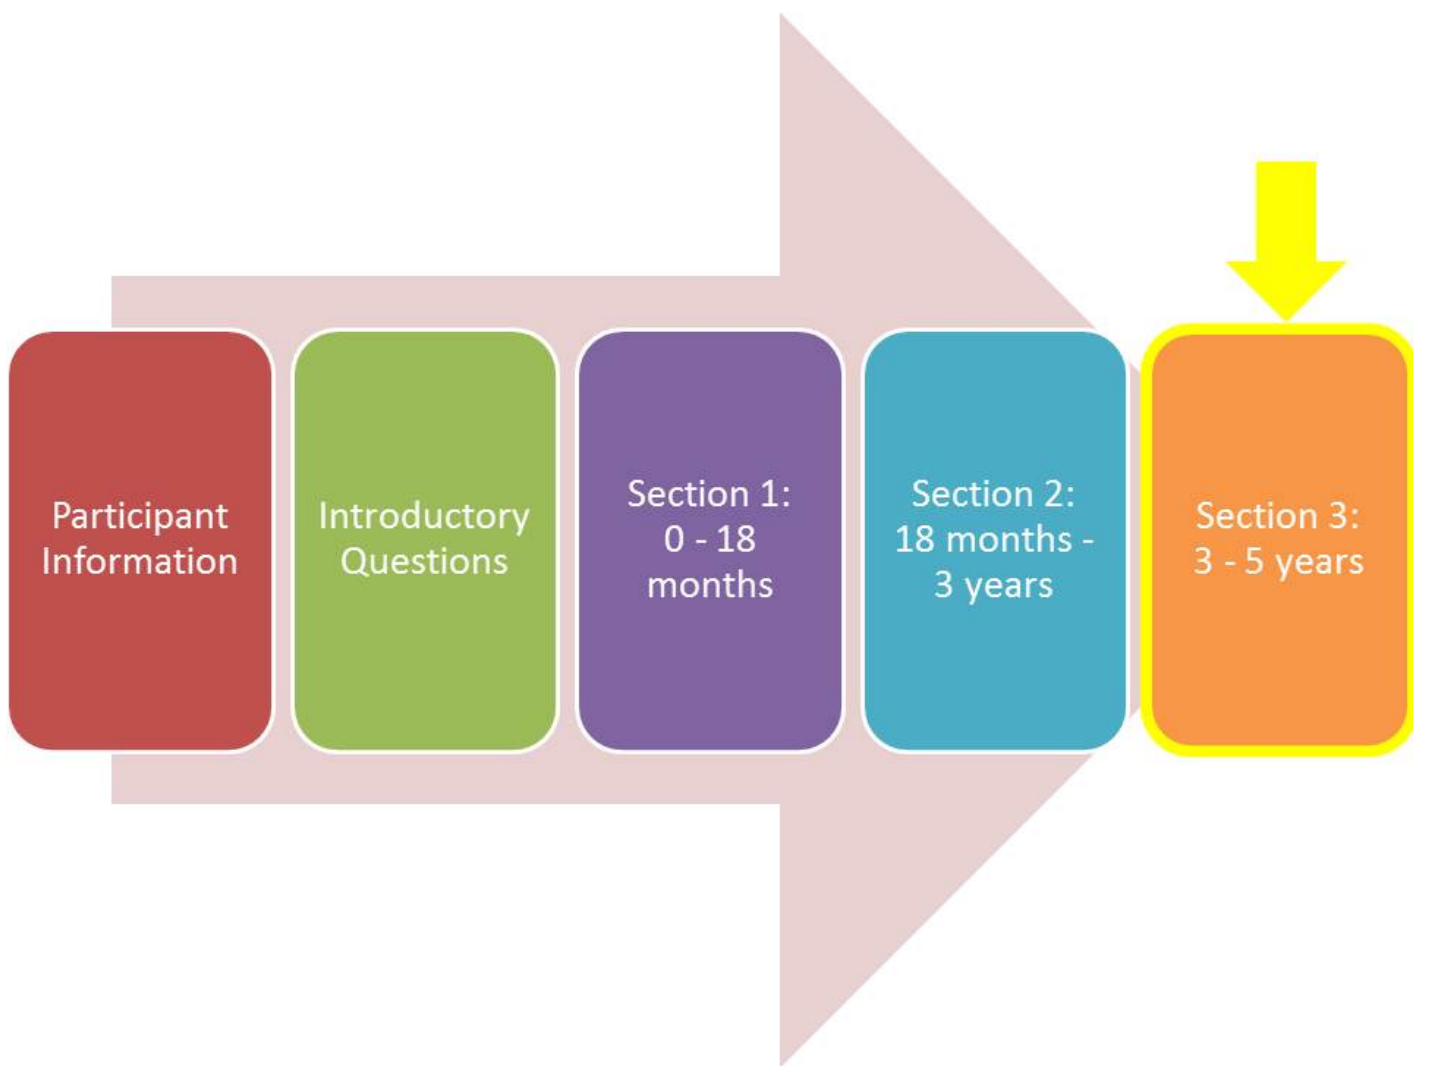 Participant
Information
Introductory
Questions
Section 1:
0 - 18
months
Section 2:
18 months -
3 years
Section 3:
3 - 5 years